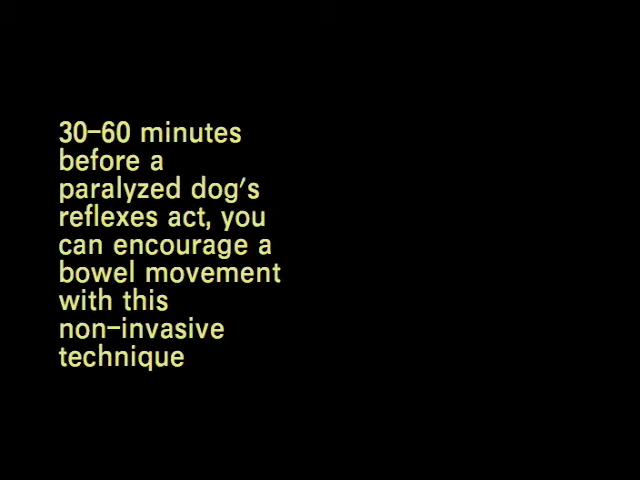 30-60 minutes
before a
paralyzed dog's
reflexes act, you
can encourage a
bowel movement
with this
non-invasive
technique